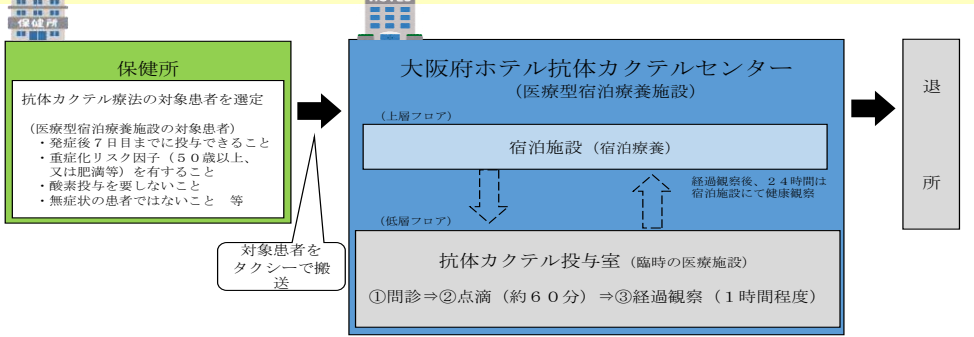 保健所
HOTEL
保健所
抗体カクテル療法の対象患者を選定
(医療型宿泊療養施設の対象患者)
・発症後７日目までに投与できること
・重症化リスク因子（５０歳以上、
又は肥満等）を有すること
・酸素投与を要しないこと
・無症状の患者ではないこと　等
対象患者を
タクシーで搬
送
大阪府ホテル抗体カクテルセンター
（医療型宿泊療養施設）
（上層フロア）
宿泊施設（宿泊療養）
経過観察後、２４時間は
宿泊施設にて健康観察
（低層フロア）
抗体カクテル投与室（臨時の医療施設）
①問診⇒②点滴（約６０分）⇒③経過観察（１時間程度）
退
所